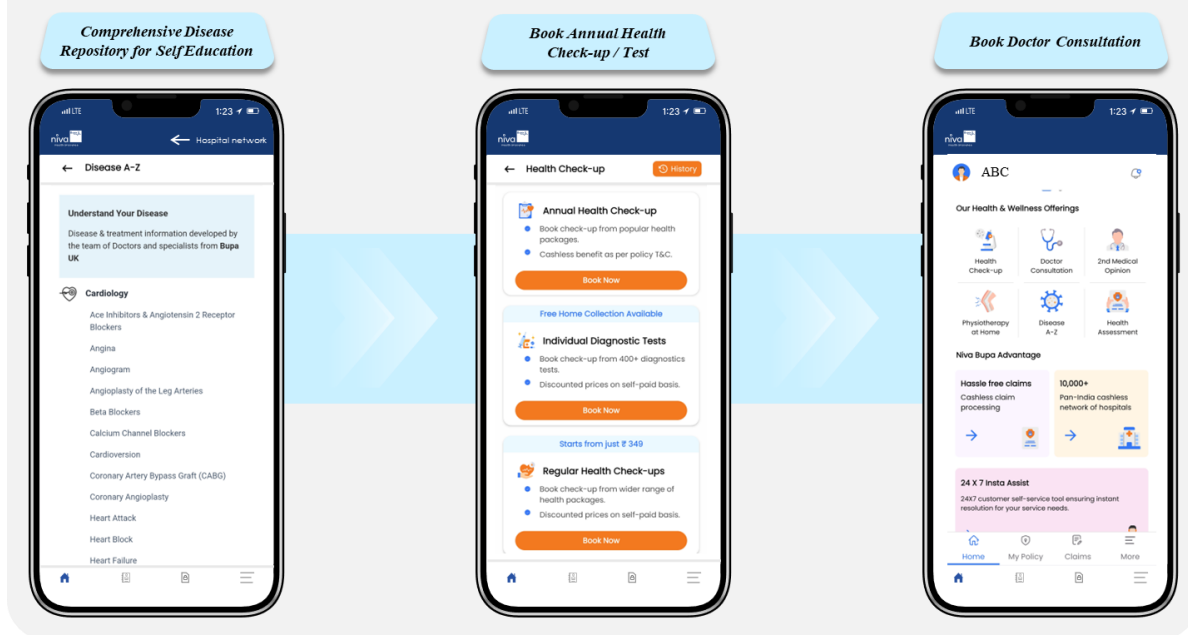 Comprehensive Disease
Repository for Self Education
LTE
1:23
niva
Hospital network
Disease A-Z
Understand Your Disease
Disease & treatment information developed by
the team of Doctors and specialists from Bupa
UK
Cardiology
Ace Inhibitors & Angiotensin 2 Receptor
Blockers
Angina
Angiogram
Angioplasty of the Leg Arteries
Beta Blockers
Calcium Channel Blockers
Cardioversion
Coronary Artery Bypass Graft (CABG)
Coronary Angioplasty
Heart Attack
Heart Block
Heart Failure
Book Annual Health
Check-up / Test
LTE
1:23
niva
Health Check-up
History
Annual Health Check-up
Book check-up from popular health
packages.
Cashless benefit as per policy T&C.
Book Now
Free Home Collection Available
Individual Diagnostic Tests
Book check-up from 400+ diagnostics
tests.
Discounted prices on self-paid basis.
Book Now
Starts from just ₹ 349
Regular Health Check-ups
Book check-up from wider range of
health packages.
Discounted prices on self-paid basis.
Book Now
Book Doctor Consultation
LTE
1:23
niva
ABC
Our Health & Wellness Offerings
Health
Check-up
Doctor
Consultation
2nd Medical
Opinion
Physiotherapy
at Home
Disease
A-Z
Health
Assessment
Niva Bupa Advantage
Hassle free claims
Cashless claim
processing
10,000+
Pan-India cashless
network of hospitals
24 X 7 Insta Assist
24X7 customer self-service tool ensuring instant
resolution for your service needs.
Home
My Policy
Claims
More